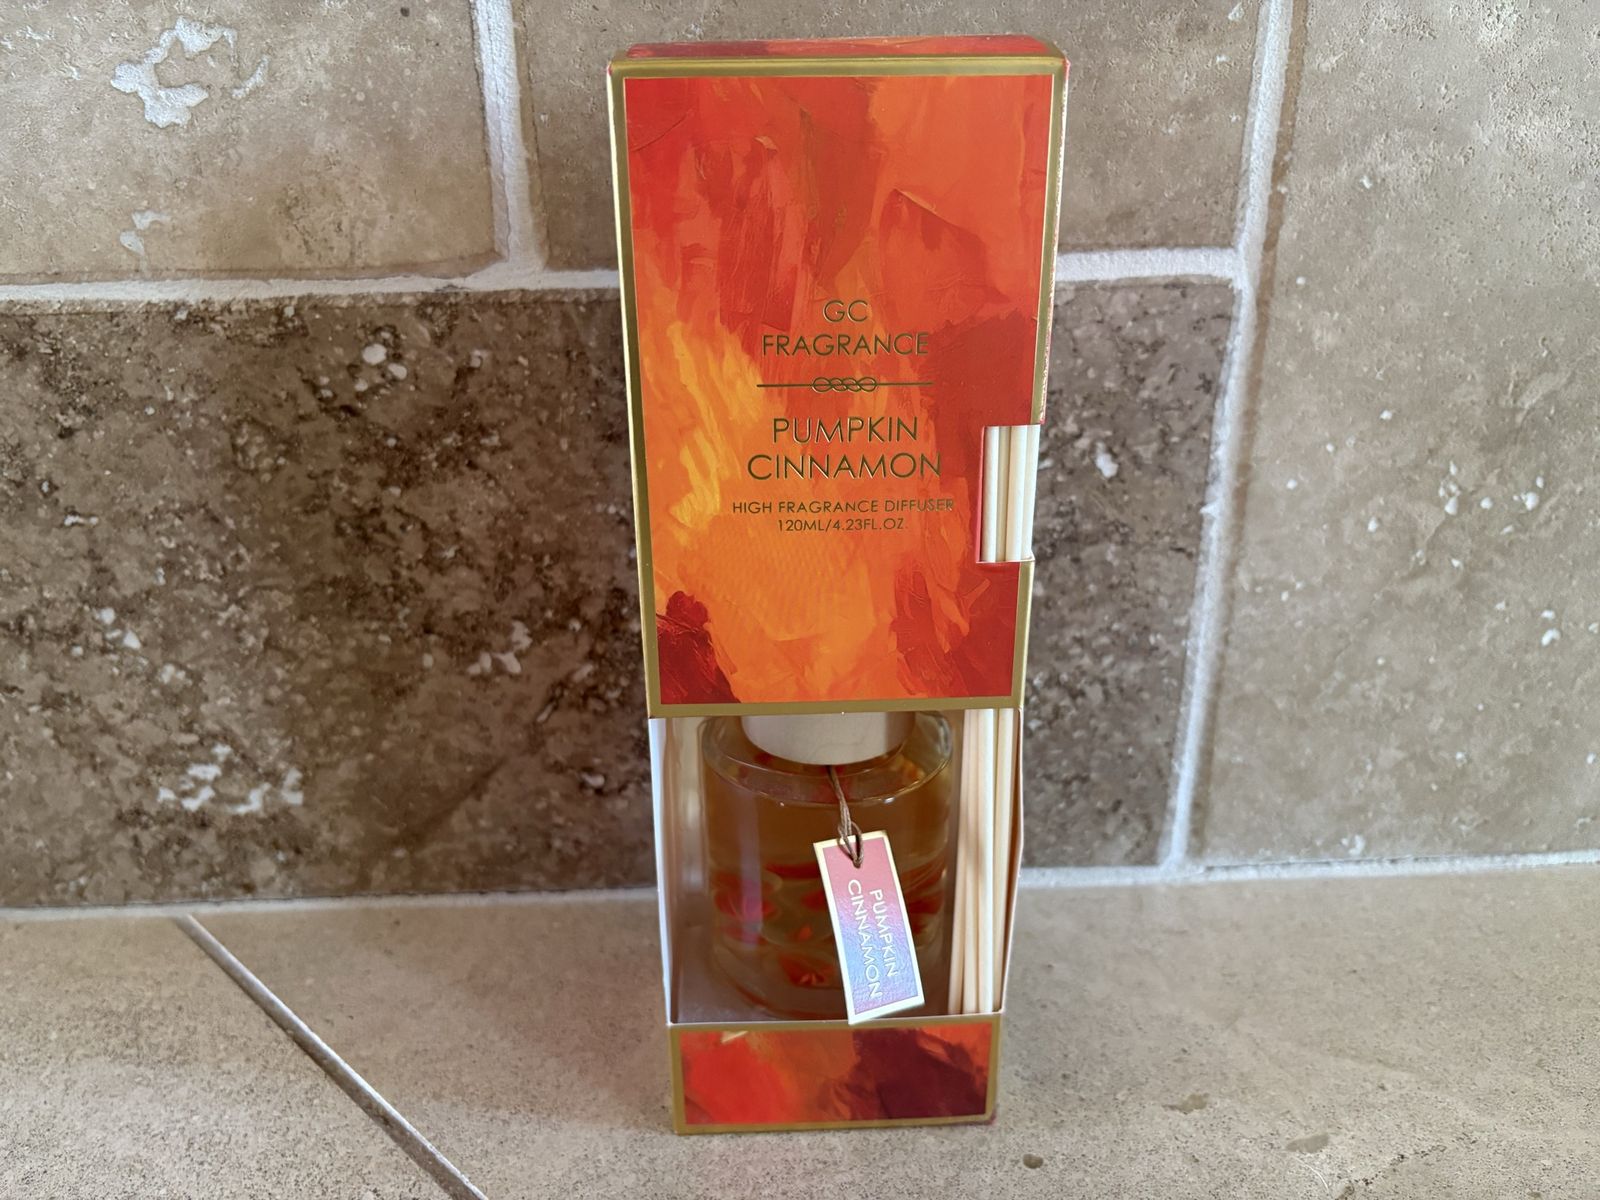 GC
FRAGRANCE
PUMPKIN
CINNAMON
HIGH FRAGRANCE DIFFUSER
120ML/4.23FL.OZ.
PUMPKIN
CINNAMON